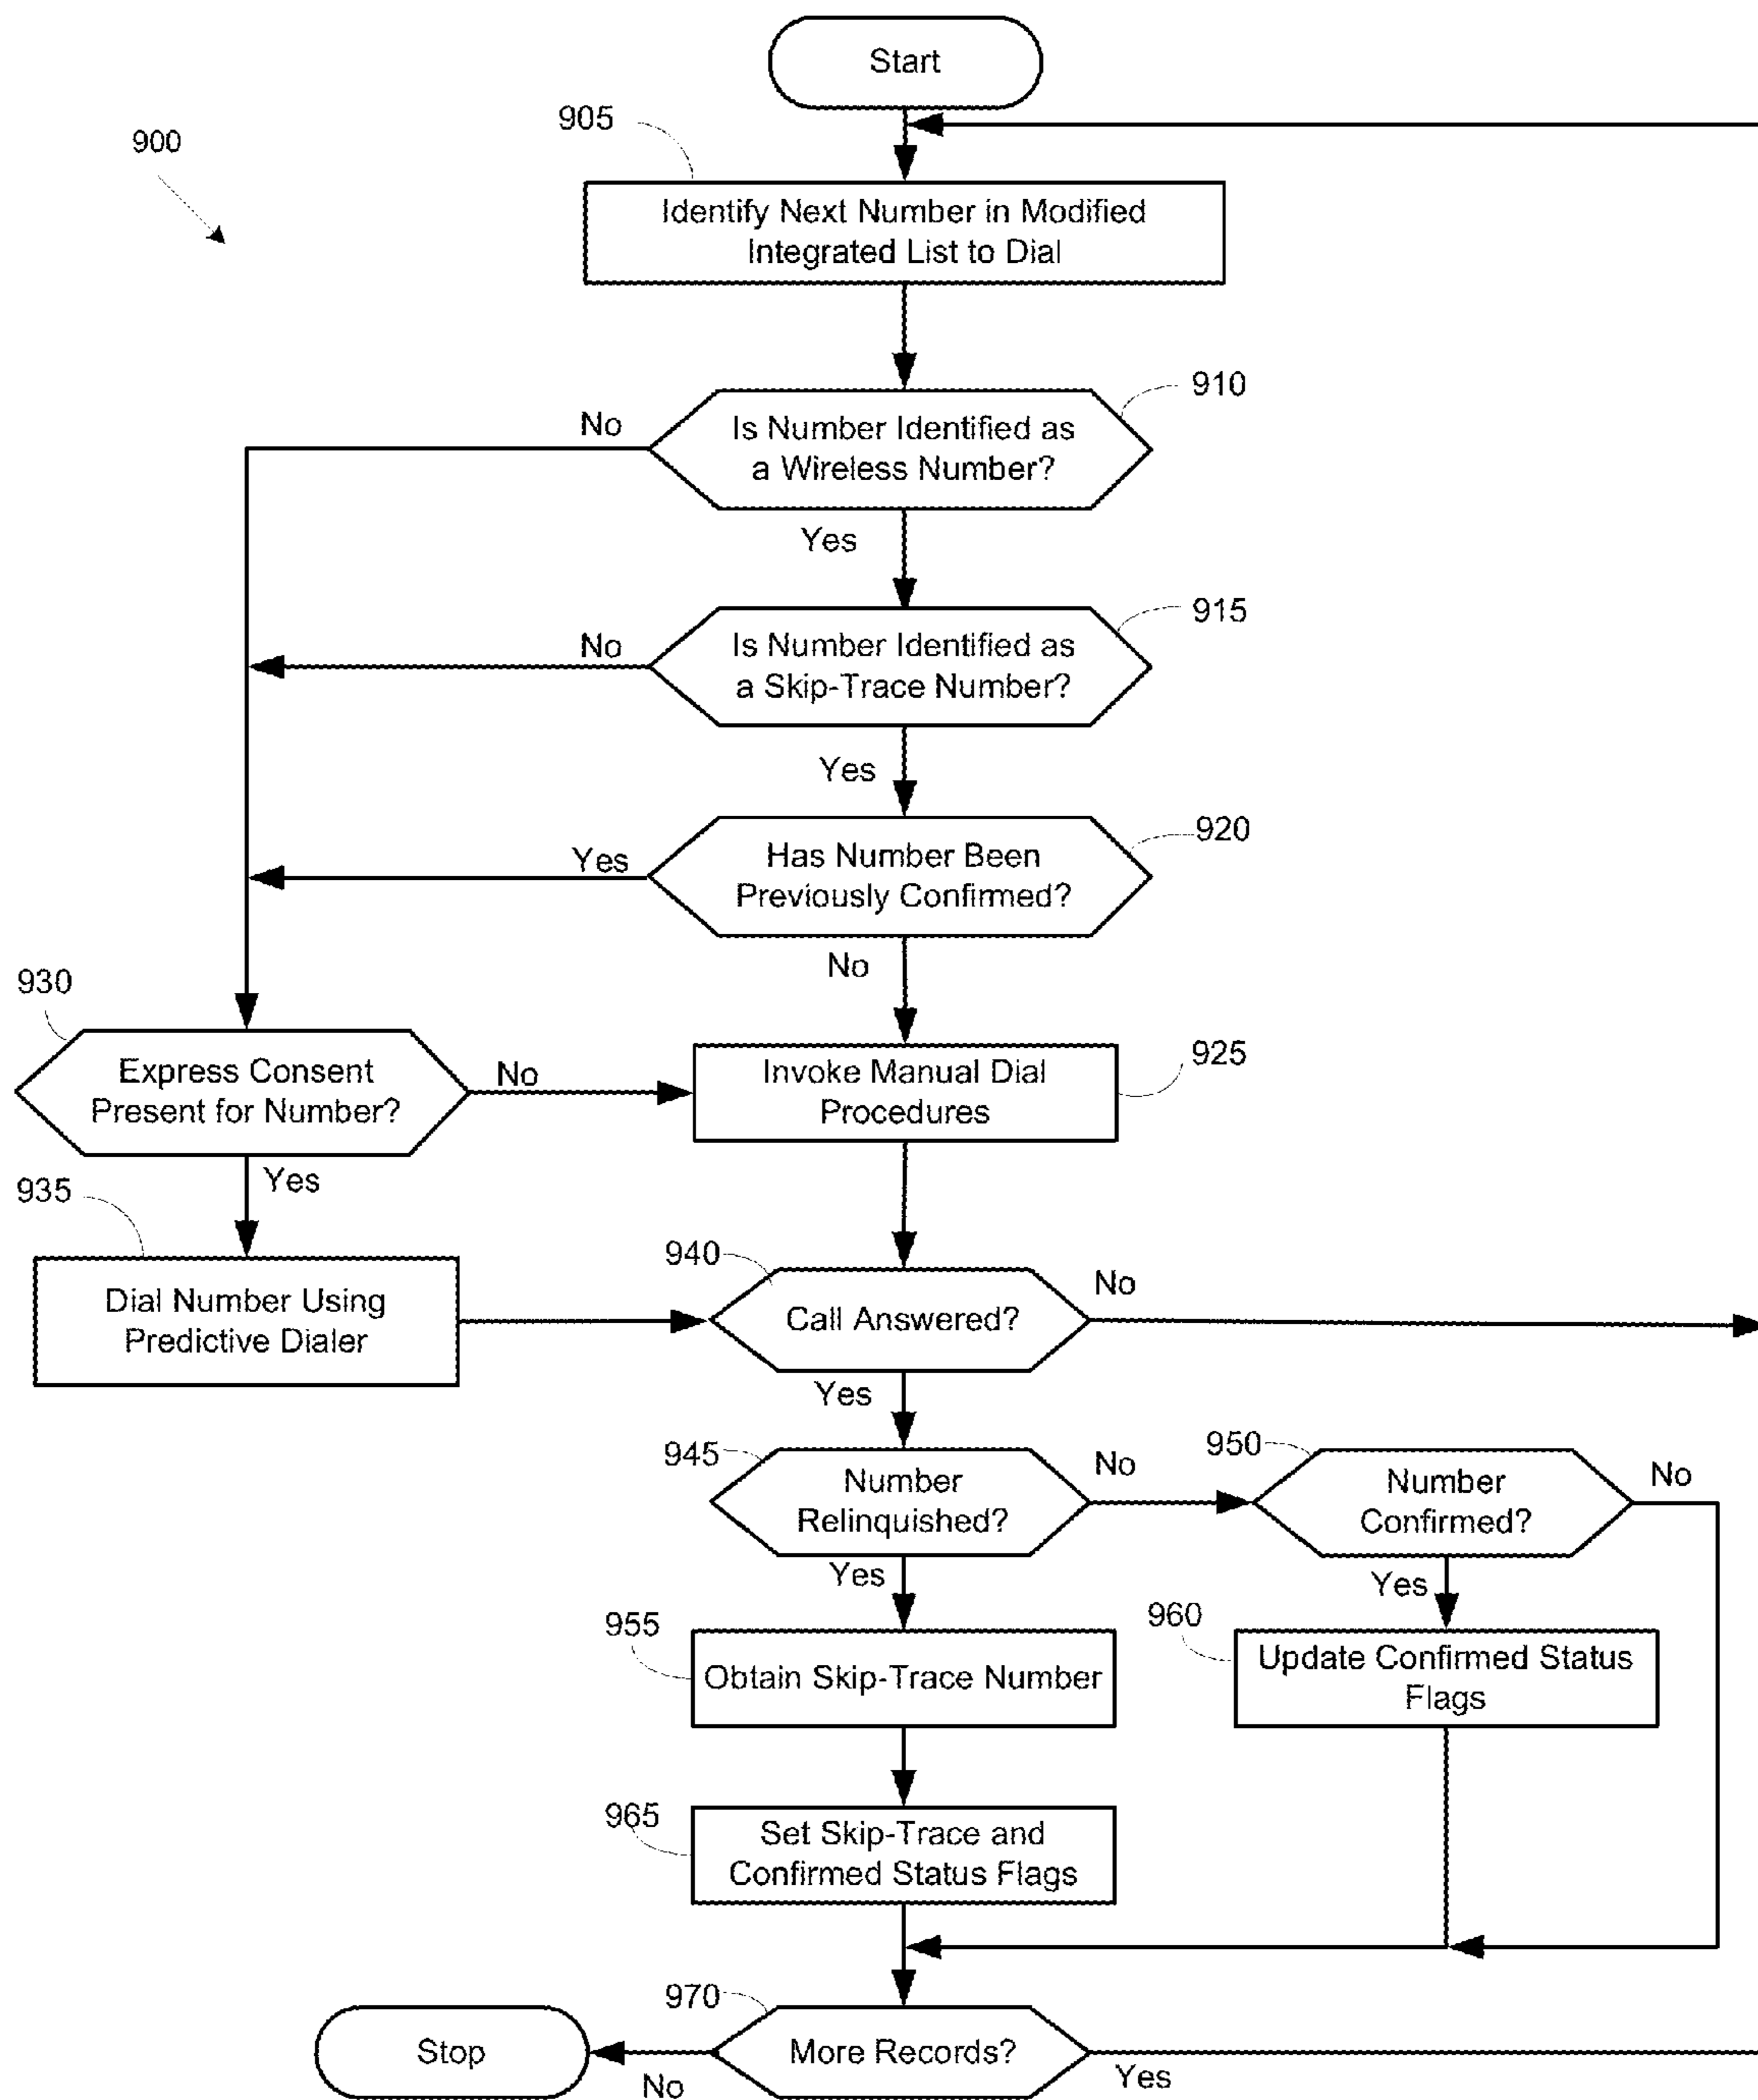 Start
900
905
Identify Next Number in Modified
Integrated List to Dial
910
No
Is Number Identified as
a Wireless Number?
Yes
915
No
Is Number Identified as
a Skip-Trace Number?
Yes
920
Yes
Has Number Been
Previously Confirmed?
No
930
Express Consent
Present for Number?
No
925
Invoke Manual Dial
Procedures
Yes
935
Dial Number Using
Predictive Dialer
940
Call Answered?
No
Yes
945
Number
Relinquished?
No
950
Number
Confirmed?
No
Yes
Yes
955
Obtain Skip-Trace Number
960
Update Confirmed Status
Flags
965
Set Skip-Trace and
Confirmed Status Flags
970
Stop
More Records?
No
Yes